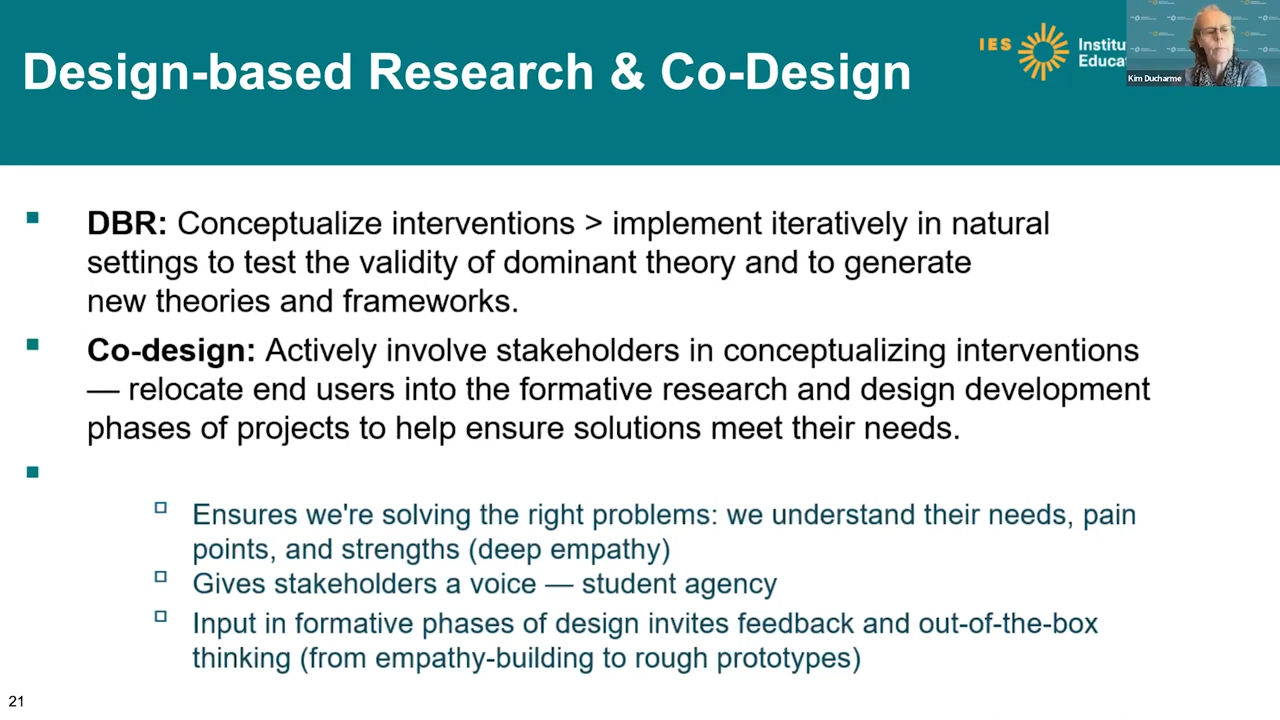 Design-based Research & Co-Design
IES
Institu
Educat
Kim Ducharme
DBR: Conceptualize interventions > implement iteratively in natural
settings to test the validity of dominant theory and to generate
new theories and frameworks.
Co-design: Actively involve stakeholders in conceptualizing interventions
— relocate end users into the formative research and design development
phases of projects to help ensure solutions meet their needs.
Ensures we're solving the right problems: we understand their needs, pain
points, and strengths (deep empathy)
Gives stakeholders a voice — student agency
Input in formative phases of design invites feedback and out-of-the-box
thinking (from empathy-building to rough prototypes)
21